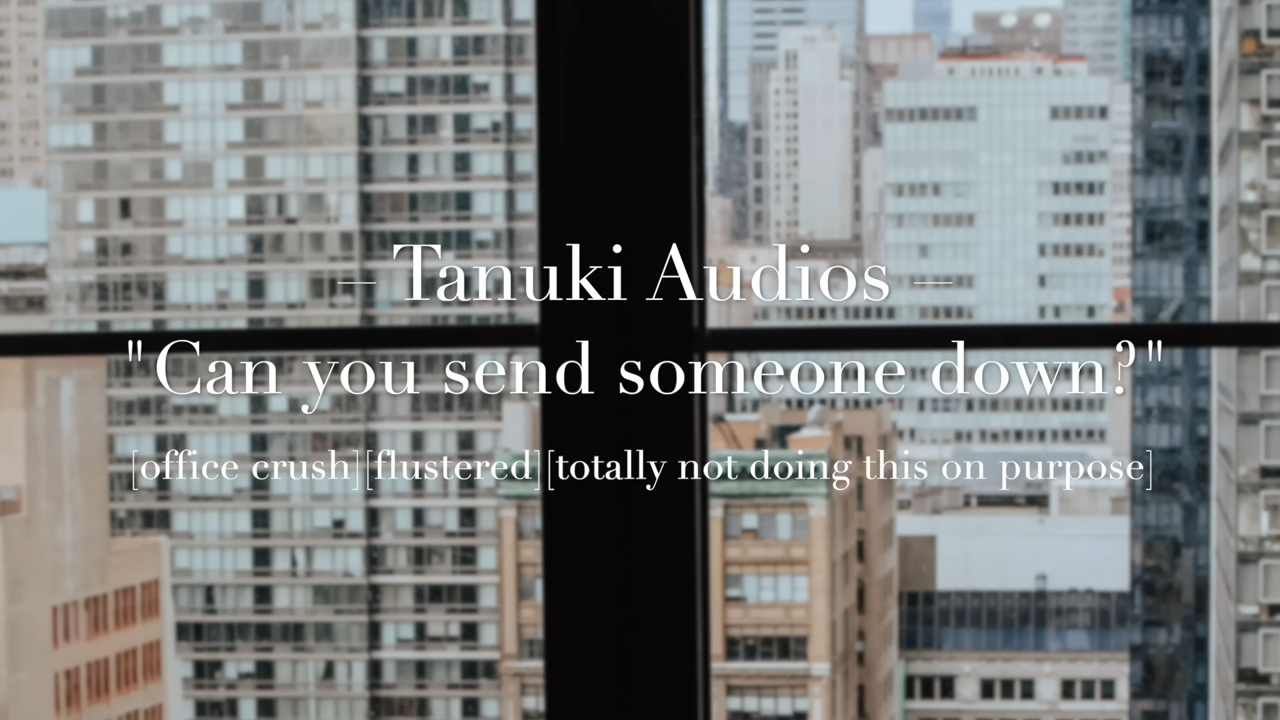 – Tanuki Audios –
"Can you send someone down?"
[office crush][flustered][totally not doing this on purpose]